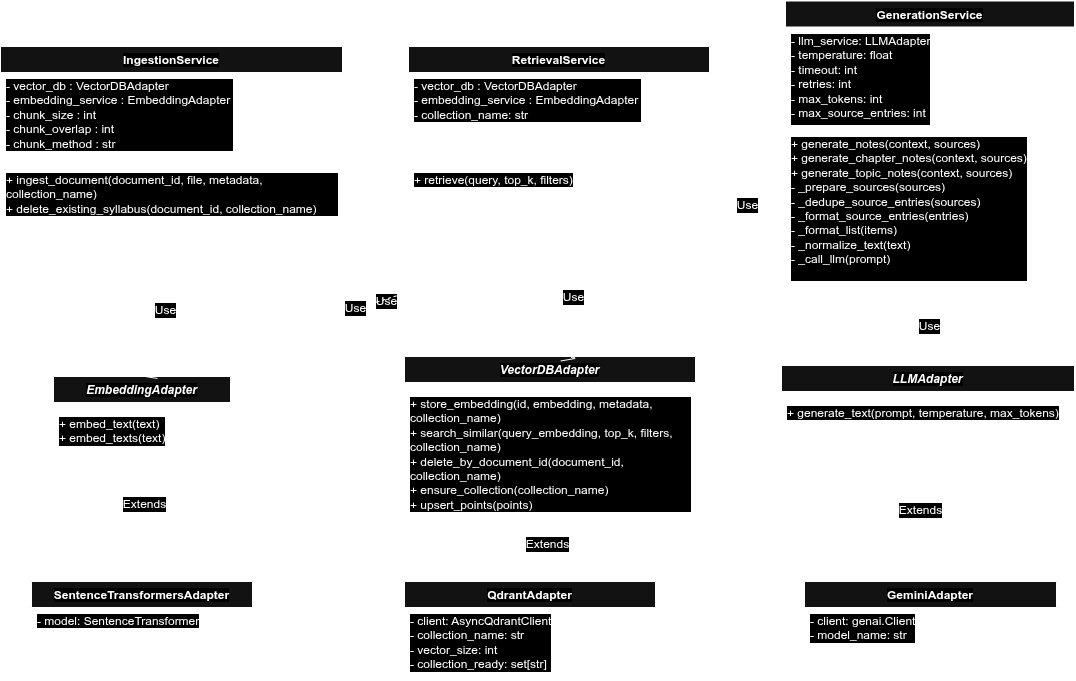 GenerationService
- llm_service: LLMAdapter
- temperature: float
- timeout: int
- retries: int
- max_tokens: int
- max_source_entries: int
+ generate_notes(context, sources)
+ generate_chapter_notes(context, sources)
+ generate_topic_notes(context, sources)
- _prepare_sources(sources)
- _dedupe_source_entries(sources)
- _format_source_entries(entries)
- _format_list(items)
- _normalize_text(text)
- _call_llm(prompt)
IngestionService
- vector_db : VectorDBAdapter
- embedding_service : EmbeddingAdapter
- chunk_size : int
- chunk_overlap : int
- chunk_method : str
+ ingest_document(document_id, file, metadata,
collection_name)
+ delete_existing_syllabus(document_id, collection_name)
RetrievalService
- vector_db : VectorDBAdapter
- embedding_service : EmbeddingAdapter
- collection_name: str
+ retrieve(query, top_k, filters)
Use
Use
Use
Use
Use
Use
EmbeddingAdapter
+ embed_text(text)
+ embed_texts(text)
VectorDBAdapter
+ store_embedding(id, embedding, metadata,
collection_name)
+ search_similar(query_embedding, top_k, filters,
collection_name)
+ delete_by_document_id(document_id,
collection_name)
+ ensure_collection(collection_name)
+ upsert_points(points)
LLMAdapter
+ generate_text(prompt, temperature, max_tokens)
Extends
Extends
Extends
SentenceTransformersAdapter
- model: SentenceTransformer
QdrantAdapter
- client: AsyncQdrantClient
- collection_name: str
- vector_size: int
- collection_ready: set[str]
GeminiAdapter
- client: genai.Client
- model_name: str